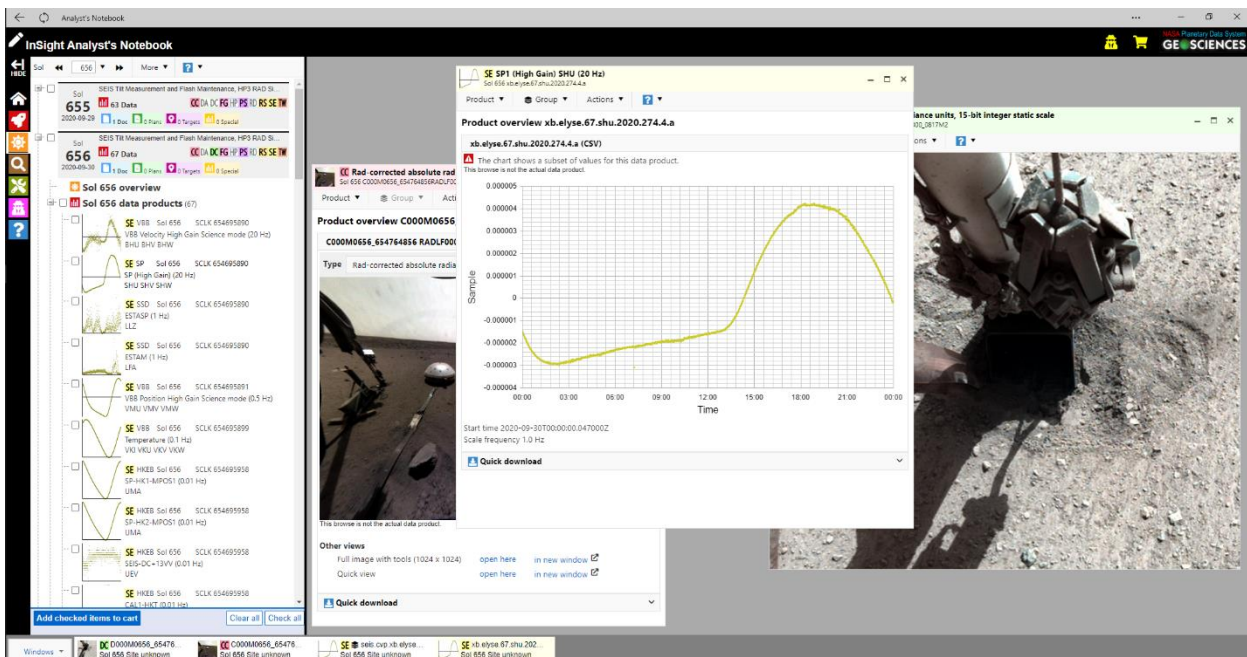 Analyst's Notebook
InSight Analyst's Notebook
NASA Planetary Data System
GEOSCIENCES
HIDE
Sol 656 More
SEIS Tilt Measurement and Flash Maintenance, HP3 RAD Si...
Sol
655
2020-09-29
63 Data
CC DA DC FG HP PS RD RS SE TW
1 Doc 0 Plans 0 Targets 0 Special
SEIS Tilt Measurement and Flash Maintenance, HP3 RAD Si...
Sol
656
2020-09-30
67 Data
CC DA DC FG HP PS RD RS SE TW
1 Doc 0 Plans 0 Targets 0 Special
Sol 656 overview
Sol 656 data products (67)
SE VBB Sol 656 SCLK 654695890
VBB Velocity High Gain Science mode (20 Hz)
BHU BHV BHW
SE SP Sol 656 SCLK 654695890
SP (High Gain) (20 Hz)
SHU SHV SHW
SE SSD Sol 656 SCLK 654695890
ESTASP (1 Hz)
LLZ
SE SSD Sol 656 SCLK 654695890
ESTAM (1 Hz)
LFA
SE VBB Sol 656 SCLK 654695891
VBB Position High Gain Science mode (0.5 Hz)
VMU VMV VMW
SE VBB Sol 656 SCLK 654695899
Temperature (0.1 Hz)
VKI VKU VKV VKW
SE HKEB Sol 656 SCLK 654695958
SP-HK1-MPOS1 (0.01 Hz)
UMA
SE HKEB Sol 656 SCLK 654695958
SP-HK2-MPOS1 (0.01 Hz)
UMA
SE HKEB Sol 656 SCLK 654695958
SEIS-DC+13VV (0.01 Hz)
UEV
SE HKEB Sol 656 SCLK 654695958
CAL1-HKT (0.01 Hz)
Add checked items to cart Clear all Check all
CC Rad-corrected absolute rad
Sol 656 C000M0656_654764856RADLF00
Product Group Acti
Product overview C000M0656_
C000M0656_654764856 RADLF000
Type Rad-corrected absolute radia
This browse is not the actual data product.
Other views
Full image with tools (1024 x 1024) open here in new window
Quick view open here in new window
Quick download
SE SP1 (High Gain) SHU (20 Hz)
Sol 656 xb.elyse.67.shu.2020.274.4.a
Product Group Actions
Product overview xb.elyse.67.shu.2020.274.4.a
xb.elyse.67.shu.2020.274.4.a (CSV)
The chart shows a subset of values for this data product.
This browse is not the actual data product.
0.000005
0.000004
0.000003
0.000002
0.000001
0
-0.000001
-0.000002
-0.000003
-0.000004
Sample
00:00 03:00 06:00 09:00 12:00 15:00 18:00 21:00 00:00
Time
Start time 2020-09-30T00:00:00.047000Z
Scale frequency 1.0 Hz
Quick download
iance units, 15-bit integer static scale
00_0817M2
ons
Windows
DC D000M0656_65476...
Sol 656 Site unknown
CC C000M0656_65476...
Sol 656 Site unknown
SE seis.cvp.xb.elyse...
Sol 656 Site unknown
SE xb.elyse.67.shu.202...
Sol 656 Site unknown